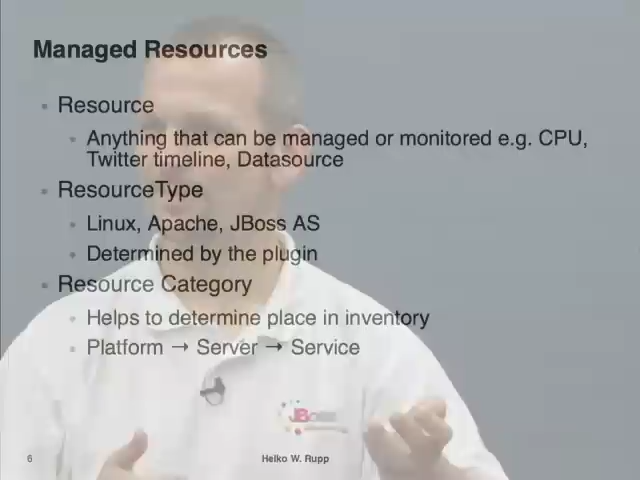 Managed Resources
Resource
Anything that can be managed or monitored e.g. CPU,
Twitter timeline, Datasource
ResourceType
Linux, Apache, JBoss AS
Determined by the plugin
Resource Category
Helps to determine place in inventory
Platform → Server → Service
JBoss
6
Heiko W. Rupp